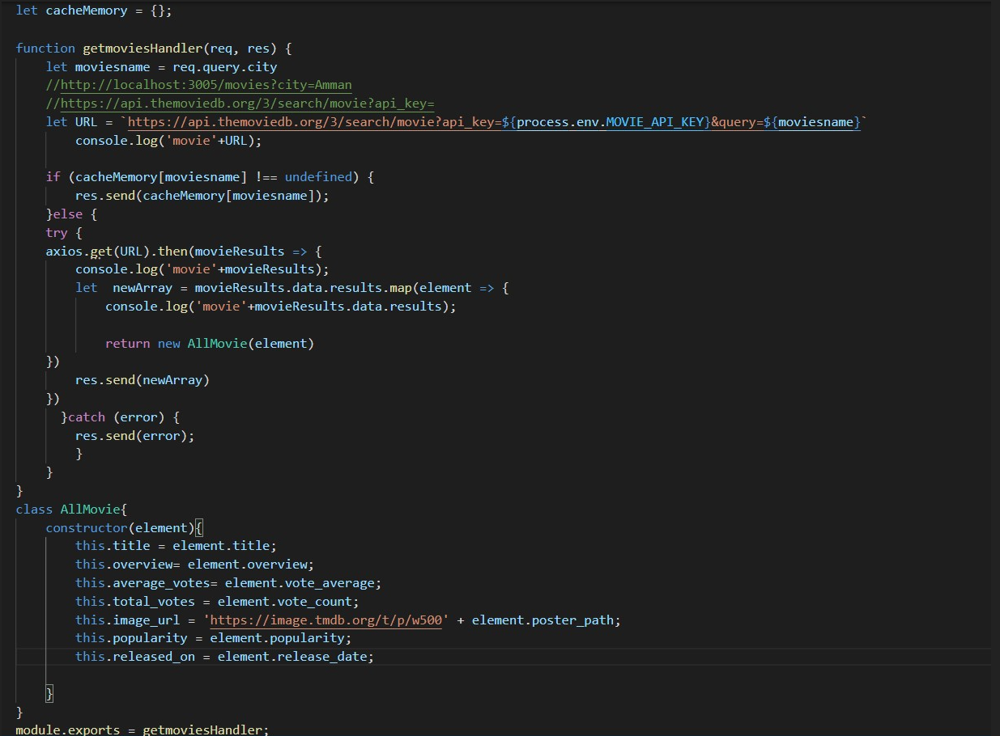 let cacheMemory = {};
function getmoviesHandler(req, res) {
let moviesname = req.query.city
//http://localhost:3005/movies?city=Amman
//https://api.themoviedb.org/3/search/movie?api_key=
let URL = `https://api.themoviedb.org/3/search/movie?api_key=${process.env.MOVIE_API_KEY}&query=${moviesname}`
console.log('movie'+URL);
if (cacheMemory[moviesname] !== undefined) {
res.send(cacheMemory[moviesname]);
}else {
try {
axios.get(URL).then(movieResults => {
console.log('movie'+movieResults);
let  newArray = movieResults.data.results.map(element => {
console.log('movie'+movieResults.data.results);
return new AllMovie(element)
})
res.send(newArray)
})
}catch (error) {
res.send(error);
}
}
}
class AllMovie{
constructor(element){
this.title = element.title;
this.overview= element.overview;
this.average_votes= element.vote_average;
this.total_votes = element.vote_count;
this.image_url = 'https://image.tmdb.org/t/p/w500' + element.poster_path;
this.popularity = element.popularity;
this.released_on = element.release_date;
}
}
module.exports = getmoviesHandler;